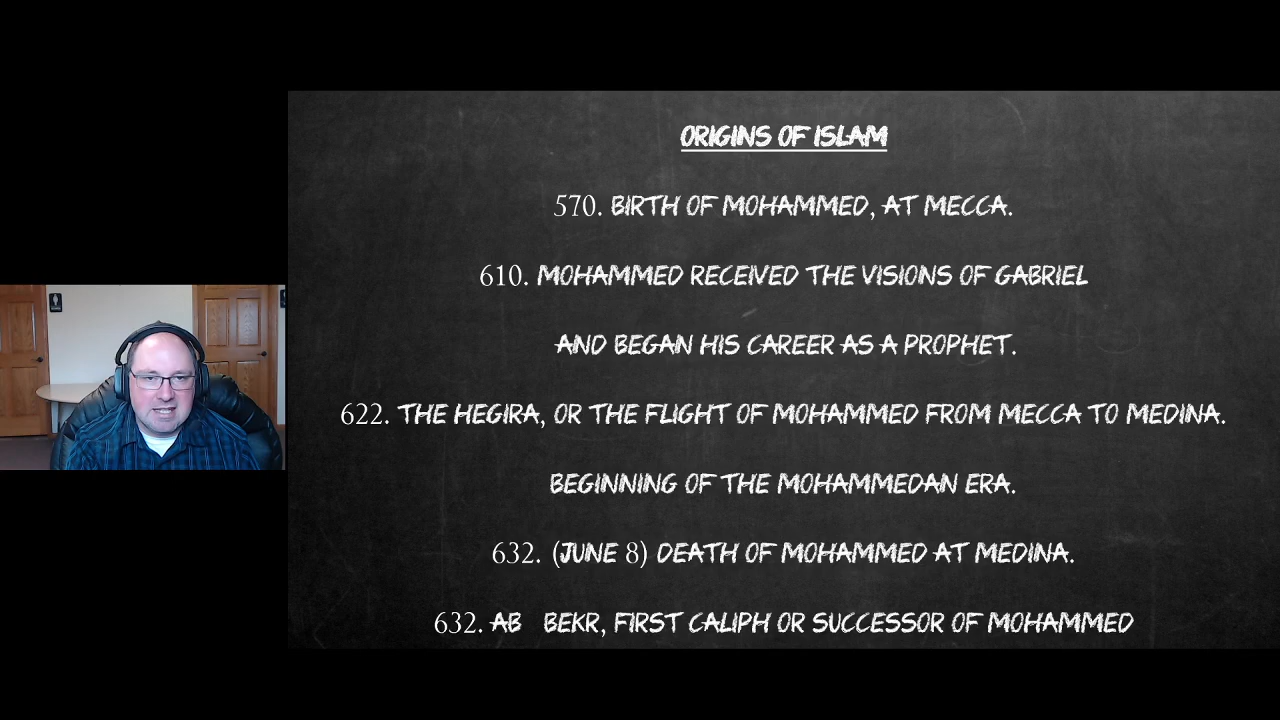 ORIGINS OF ISLAM
570. BIRTH OF MOHAMMED, AT MECCA.
610. MOHAMMED RECEIVED THE VISIONS OF GABRIEL
AND BEGAN HIS CAREER AS A PROPHET.
622. THE HEGIRA, OR THE FLIGHT OF MOHAMMED FROM MECCA TO MEDINA.
BEGINNING OF THE MOHAMMEDAN ERA.
632. (JUNE 8) DEATH OF MOHAMMED AT MEDINA.
632. AB BEKR, FIRST CALIPH OR SUCCESSOR OF MOHAMMED